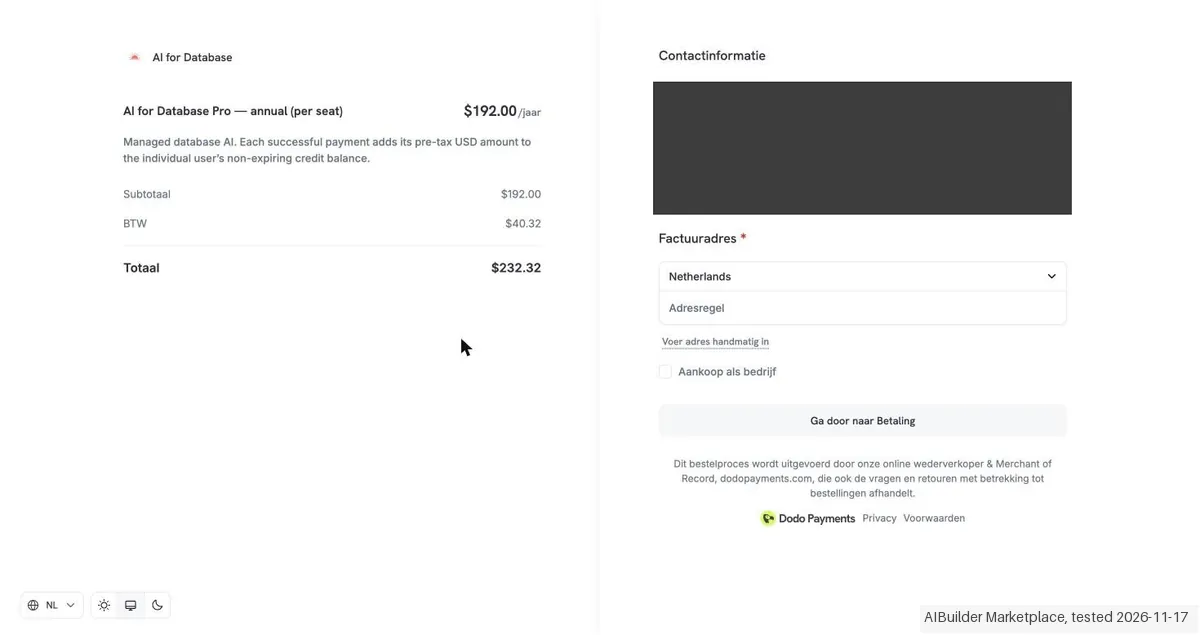 AI for Database
AI for Database Pro — annual (per seat)
$192.00 /jaar
Managed database AI. Each successful payment adds its pre-tax USD amount to
the individual user's non-expiring credit balance.
Subtotaal
$192.00
BTW
$40.32
Totaal
$232.32
Contactinformatie
Factuuradres *
Netherlands
Adresregel
Voer adres handmatig in
Aankoop als bedrijf
Ga door naar Betaling
Dit bestelproces wordt uitgevoerd door onze online wederverkoper & Merchant of
Record, dodopayments.com, die ook de vragen en retouren met betrekking tot
bestellingen afhandelt.
Dodo Payments Privacy Voorwaarden
NL
AIBuilder Marketplace, tested 2026-11-17